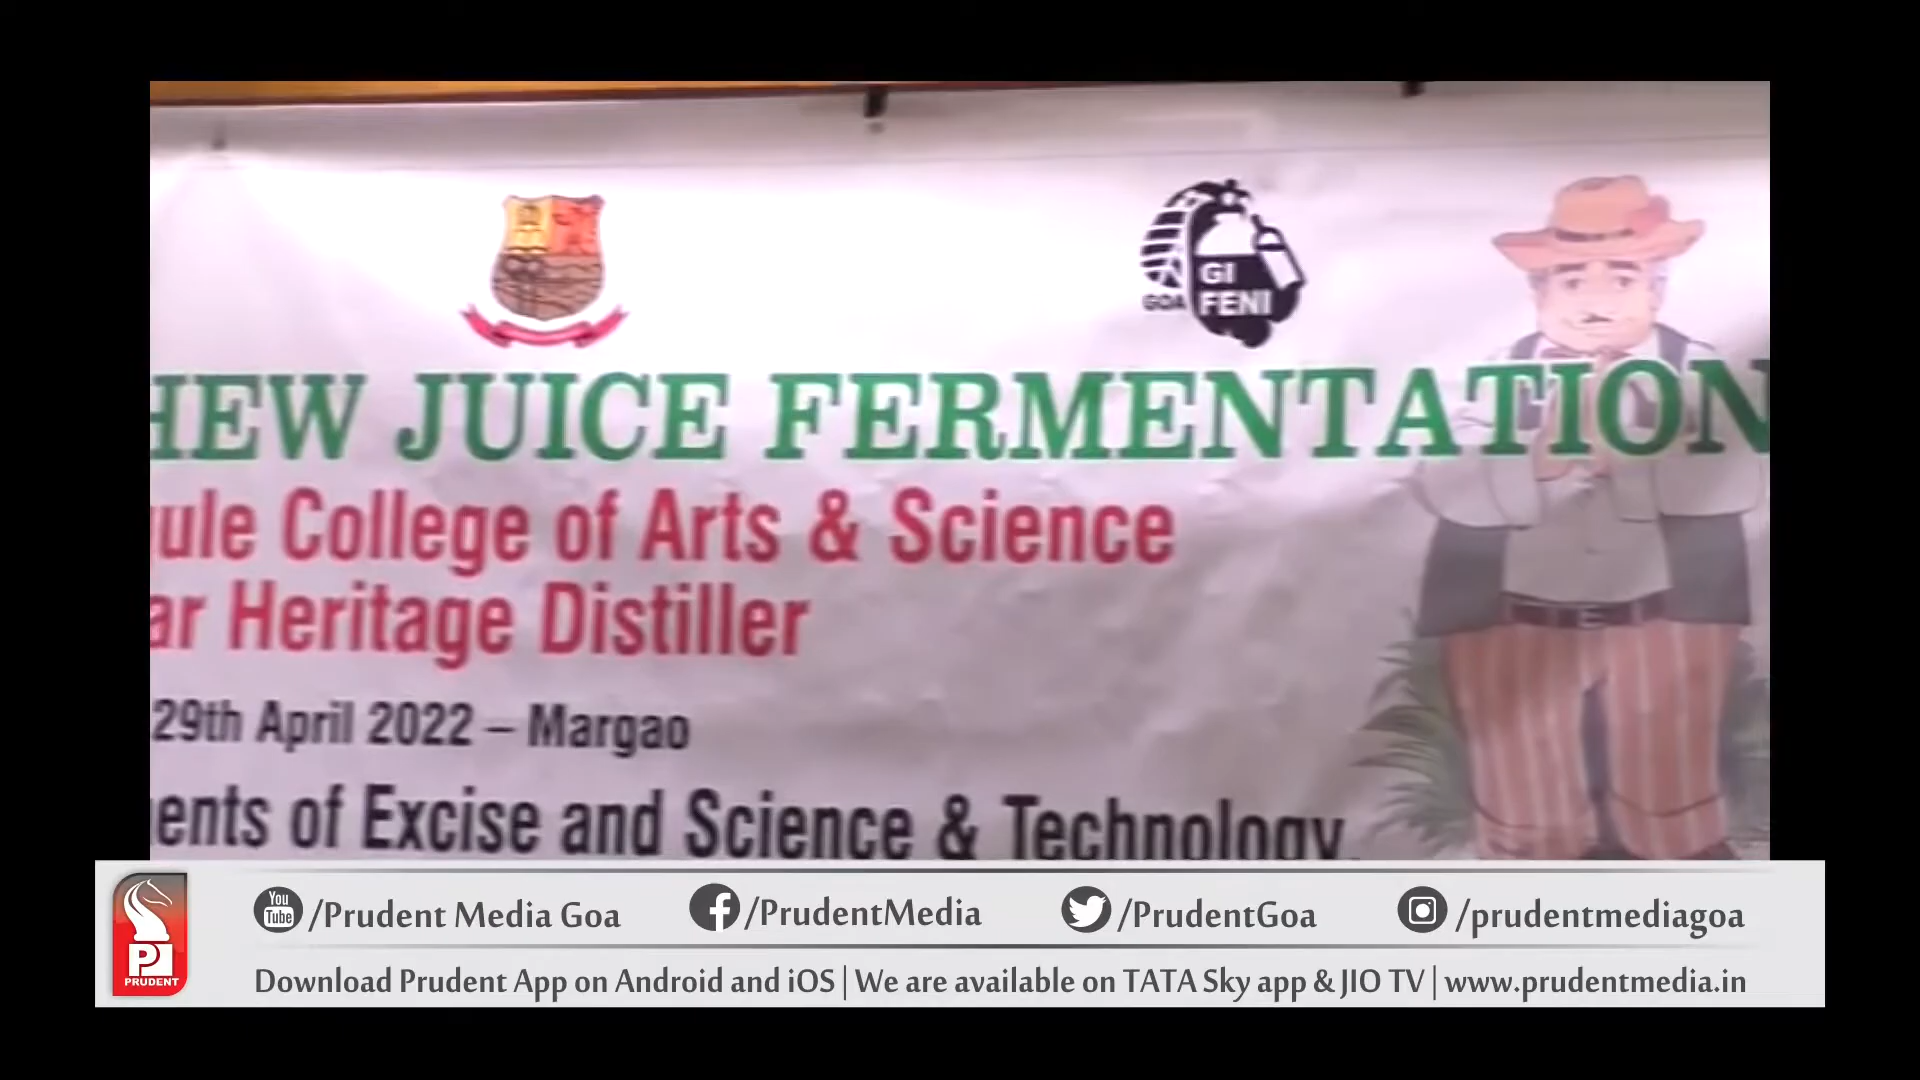 GOA
GI
FENI
HEW JUICE FERMENTATION
ule College of Arts & Science
ar Heritage Distiller
29th April 2022 – Margao
ents of Excise and Science & Technology
PRUDENT
You
Tube
/Prudent Media Goa
/PrudentMedia
/PrudentGoa
/prudentmediagoa
Download Prudent App on Android and iOS | We are available on TATA Sky app & JIO TV | www.prudentmedia.in